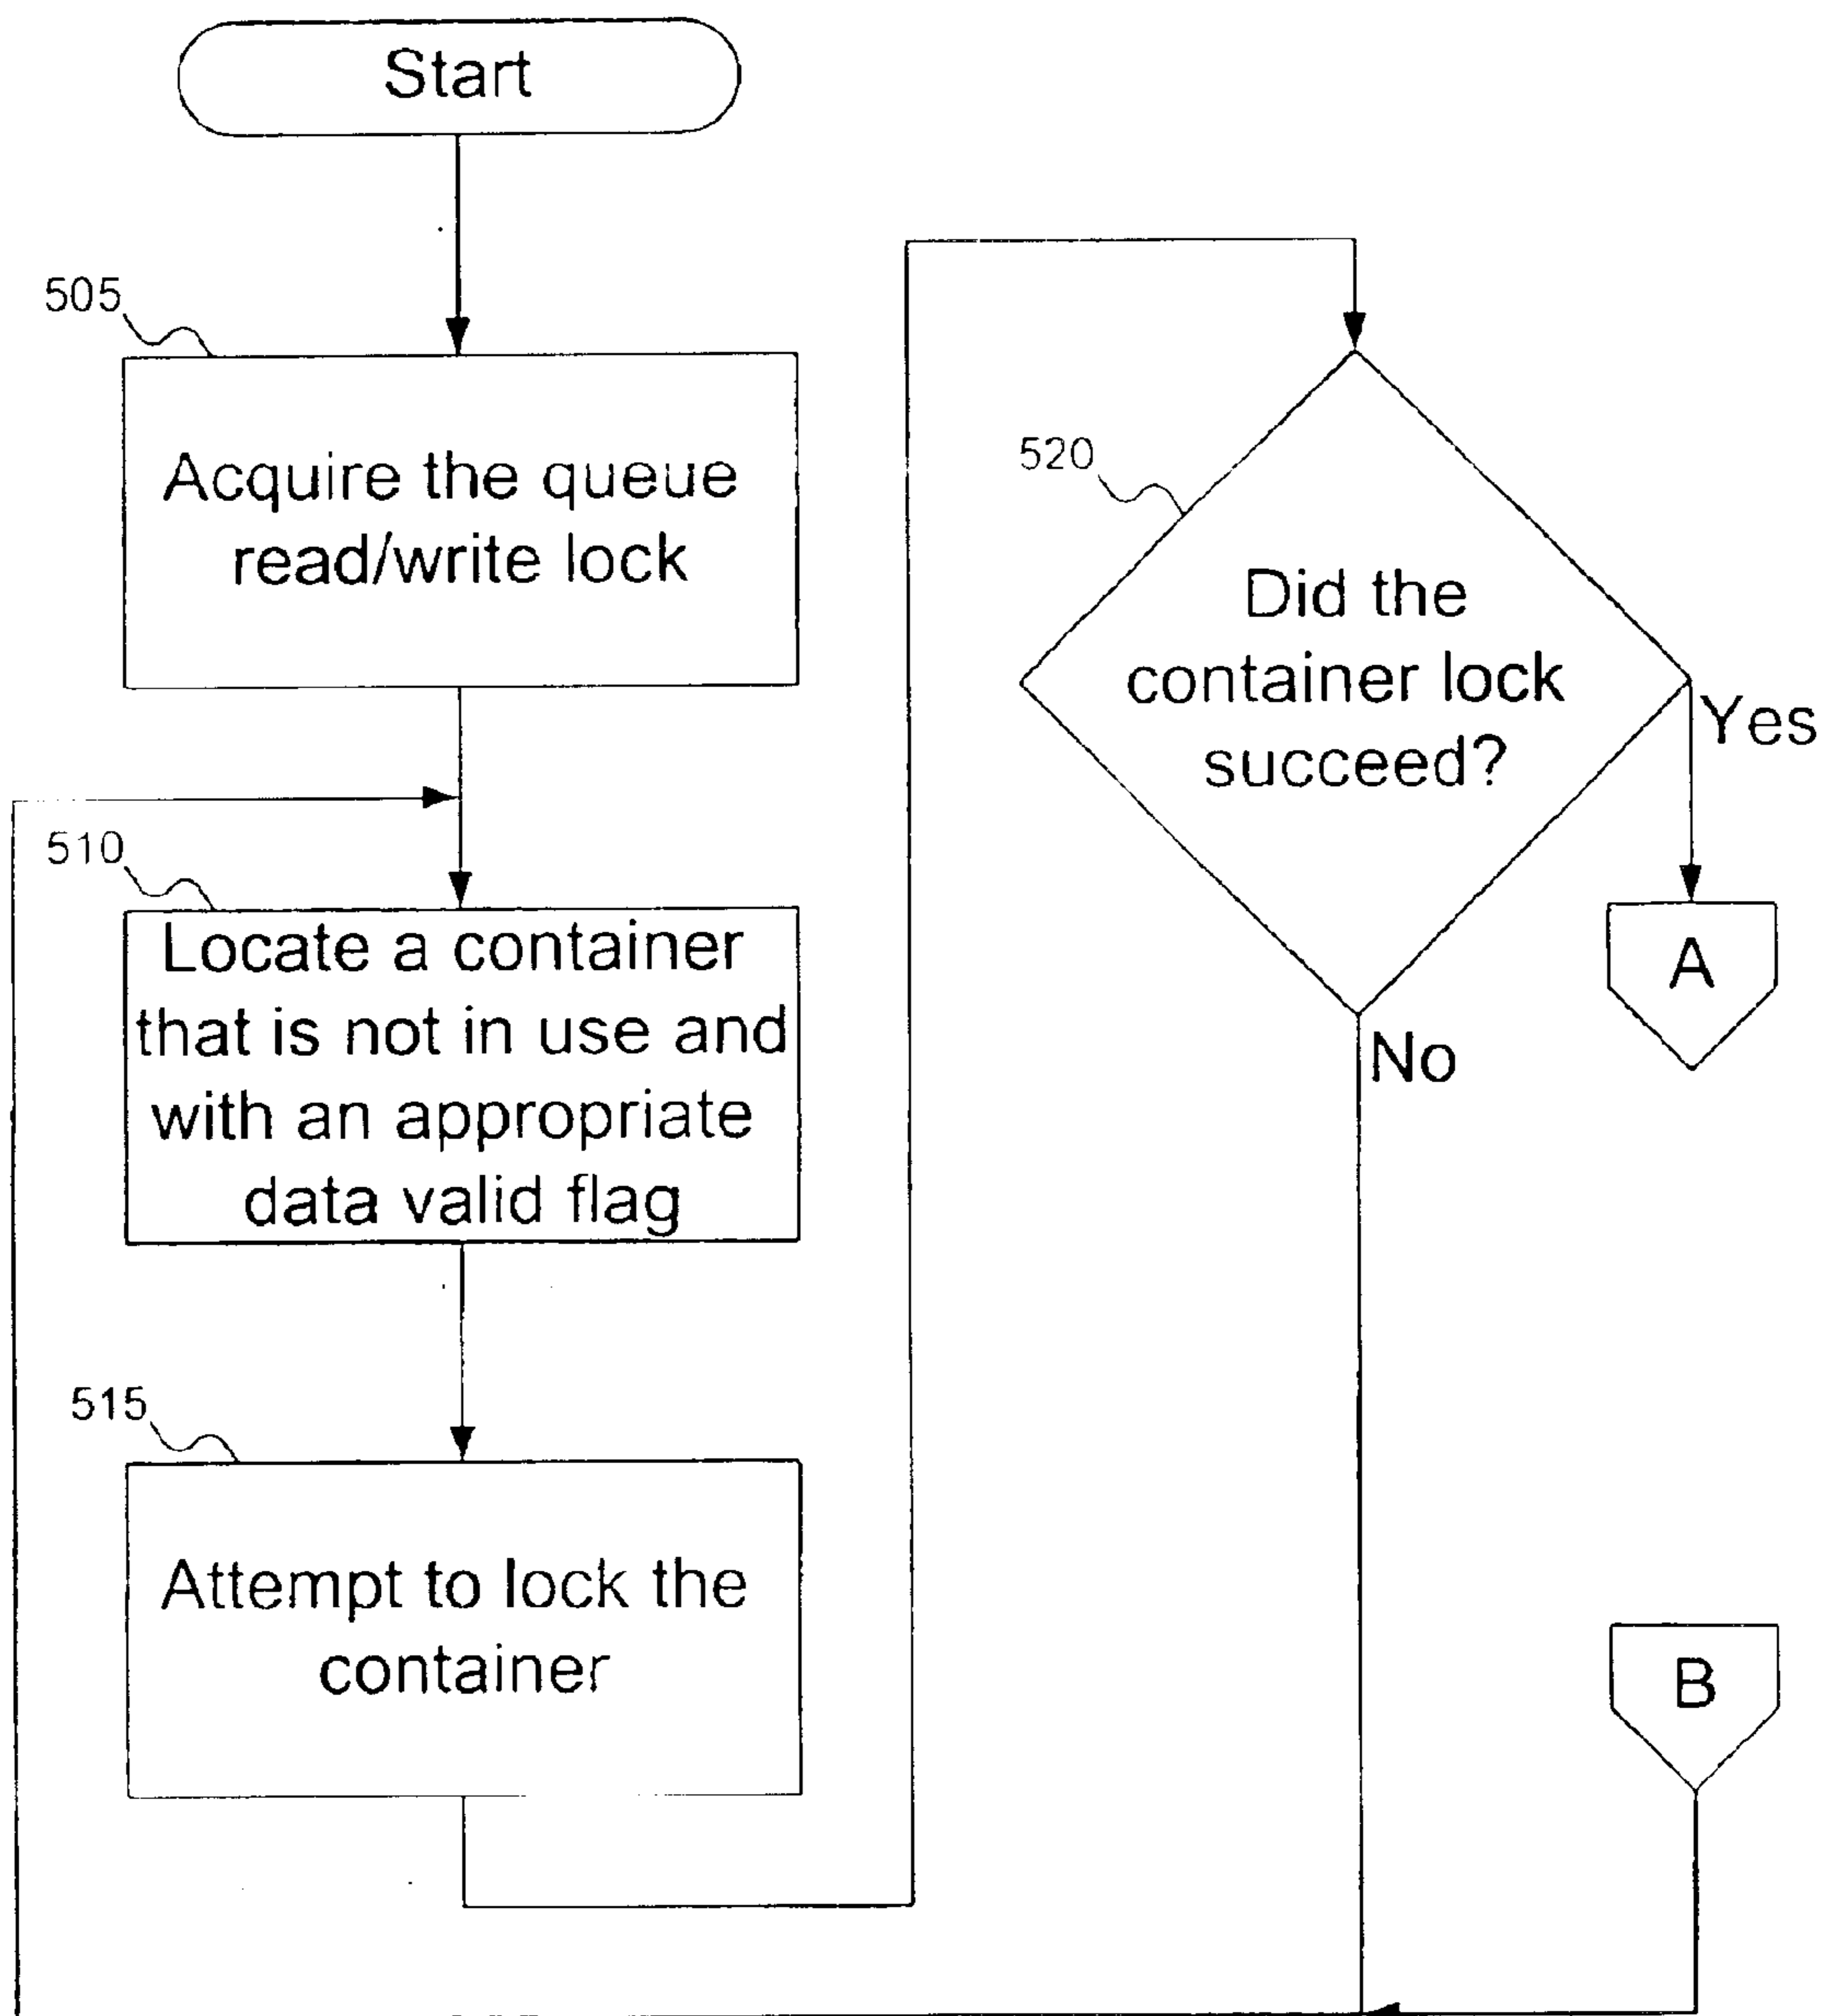 Start
505
Acquire the queue
read/write lock
510
Locate a container
that is not in use and
with an appropriate
data valid flag
515
Attempt to lock the
container
520
Did the
container lock
succeed?
Yes
A
No
B